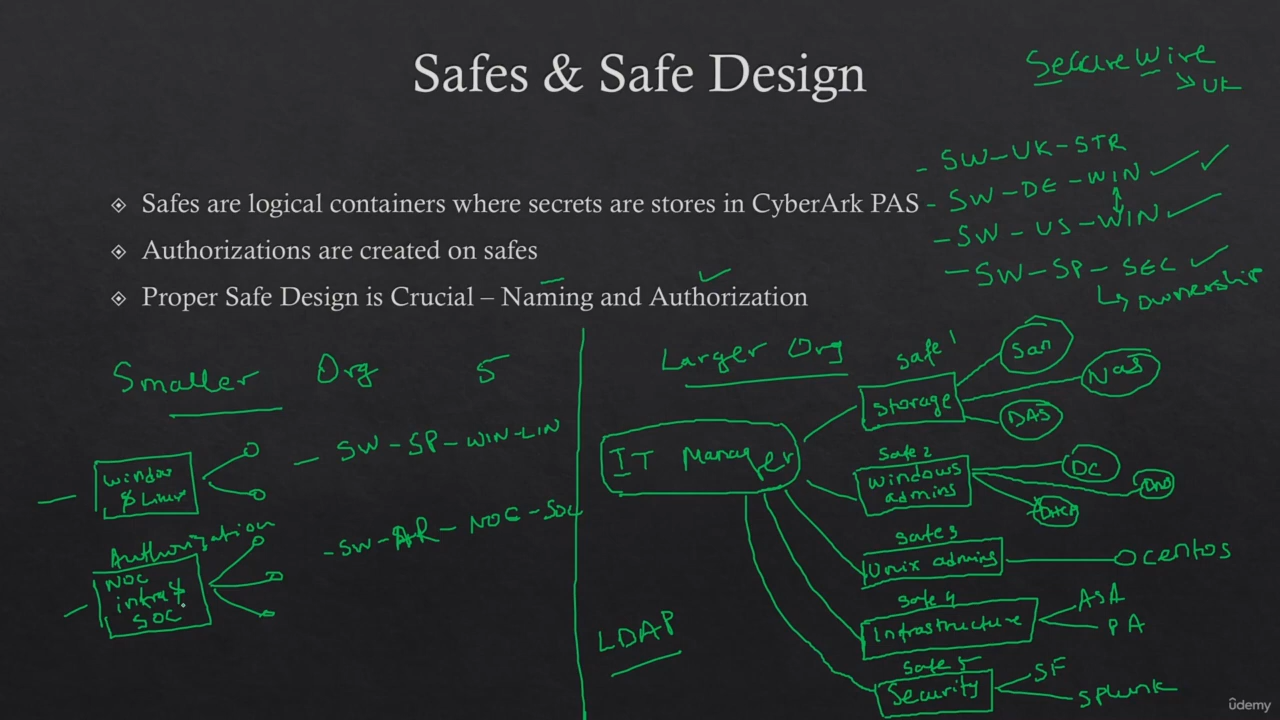 Safes & Safe Design
Secure Wire
UK
- SW-UK-STR
- SW-DE-WIN
- SW-US-WIN
- SW-SP-SEC
ownership
Safes are logical containers where secrets are stores in CyberArk PAS
Authorizations are created on safes
Proper Safe Design is Crucial – Naming and Authorization
Smaller Org 5
window
& Linux
- SW-SP-WIN-LIN
Authorization
NOC
infra &
SOC
- SW-AR-NOC-SOC
Larger Org
IT Manager
LDAP
Safe 1
Storage
San
Nas
DAS
Safe 2
windows
admins
DC
DHCP
Safe 3
Unix admins
centos
Safe 4
Infrastructure
ASA
PA
Safe 5
Security
SF
Splunk
ûdemy